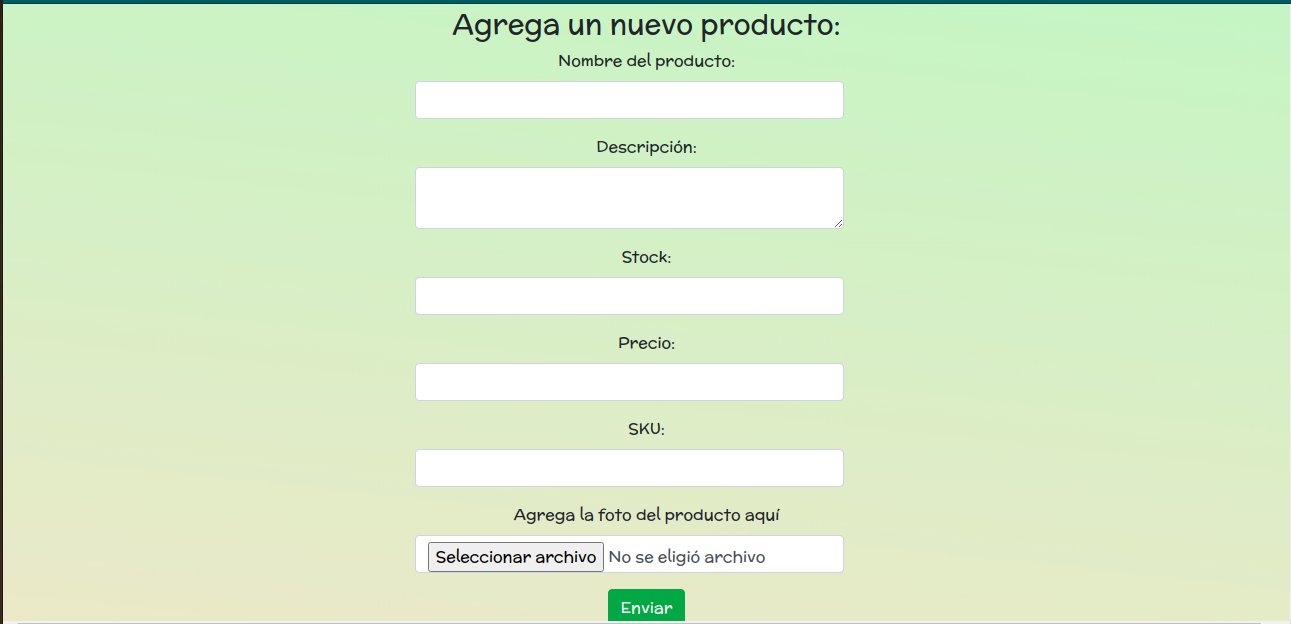 Agrega un nuevo producto:
Nombre del producto:
Descripción:
Stock:
Precio:
SKU:
Agrega la foto del producto aquí
Seleccionar archivo No se eligió archivo
Enviar